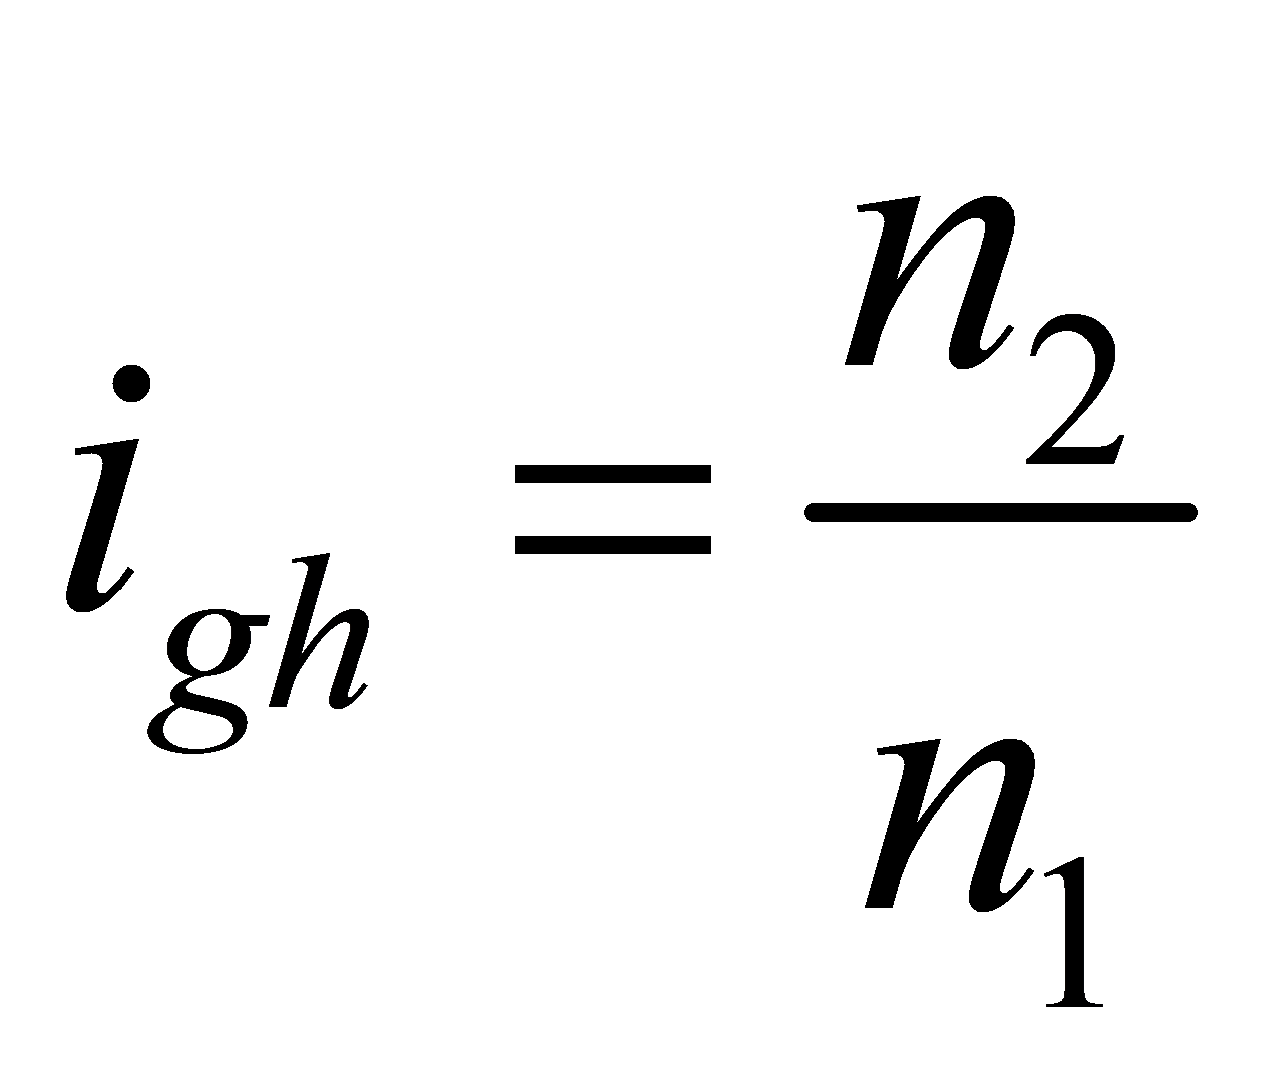 i_gh = n_2 / n_1